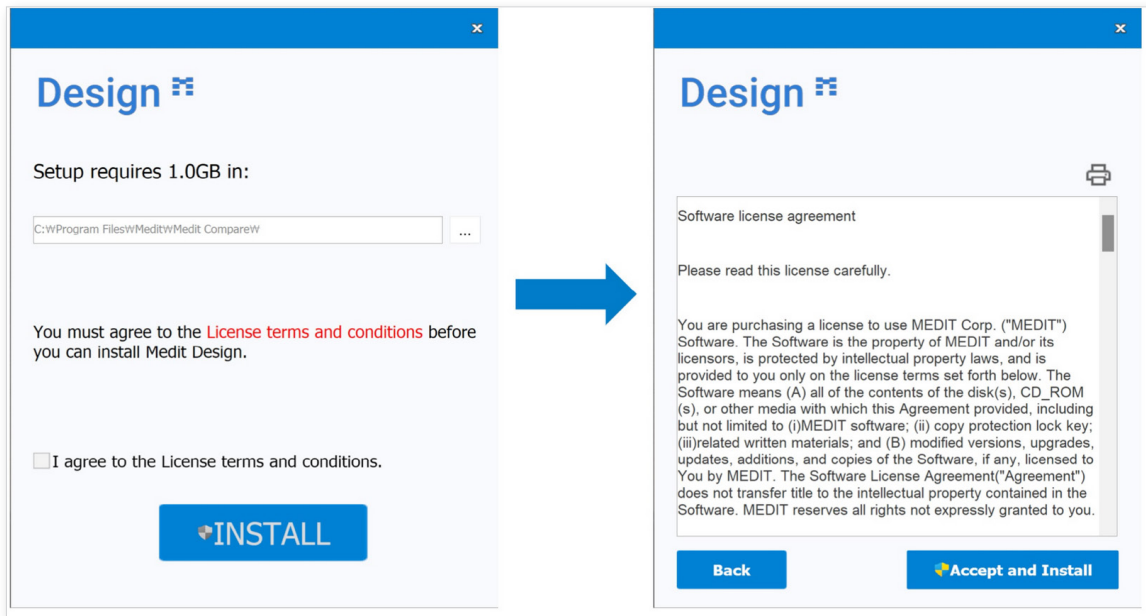 Design
Setup requires 1.0GB in:
C:₩Program Files₩Medit₩Medit Compare₩
...
You must agree to the License terms and conditions before
you can install Medit Design.
I agree to the License terms and conditions.
INSTALL
Design
Software license agreement
Please read this license carefully.
You are purchasing a license to use MEDIT Corp. ("MEDIT")
Software. The Software is the property of MEDIT and/or its
licensors, is protected by intellectual property laws, and is
provided to you only on the license terms set forth below. The
Software means (A) all of the contents of the disk(s), CD_ROM
(s), or other media with which this Agreement provided, including
but not limited to (i)MEDIT software; (ii) copy protection lock key;
(iii)related written materials; and (B) modified versions, upgrades,
updates, additions, and copies of the Software, if any, licensed to
You by MEDIT. The Software License Agreement("Agreement")
does not transfer title to the intellectual property contained in the
Software. MEDIT reserves all rights not expressly granted to you.
Back
Accept and Install